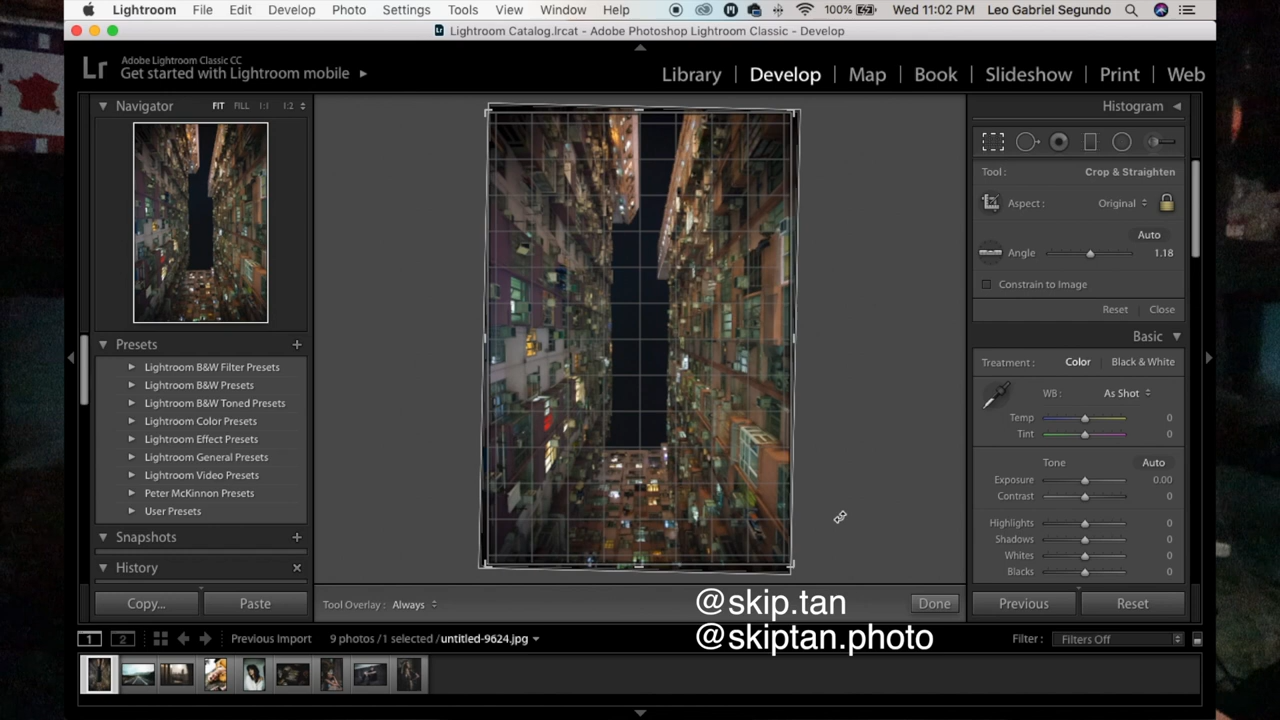 Lightroom File Edit Develop Photo Settings Tools View Window Help 100% Wed 11:02 PM Leo Gabriel Segundo
Lightroom Catalog.lrcat - Adobe Photoshop Lightroom Classic - Develop
Lr Adobe Lightroom Classic CC
Get started with Lightroom mobile
Library | Develop | Map | Book | Slideshow | Print | Web
Navigator FIT FILL 1:1 1:2
Presets
Lightroom B&W Filter Presets
Lightroom B&W Presets
Lightroom B&W Toned Presets
Lightroom Color Presets
Lightroom Effect Presets
Lightroom General Presets
Lightroom Video Presets
Peter McKinnon Presets
User Presets
Snapshots
History
Copy... Paste
Tool Overlay: Always Done
@skip.tan
@skiptan.photo
Histogram
Tool: Crop & Straighten
Aspect: Original
Auto
Angle 1.18
Constrain to Image
Reset Close
Basic
Treatment: Color Black & White
WB: As Shot
Temp 0
Tint 0
Tone Auto
Exposure 0.00
Contrast 0
Highlights 0
Shadows 0
Whites 0
Blacks 0
Previous Reset
1 2 Previous Import 9 photos /1 selected /untitled-9624.jpg Filter: Filters Off